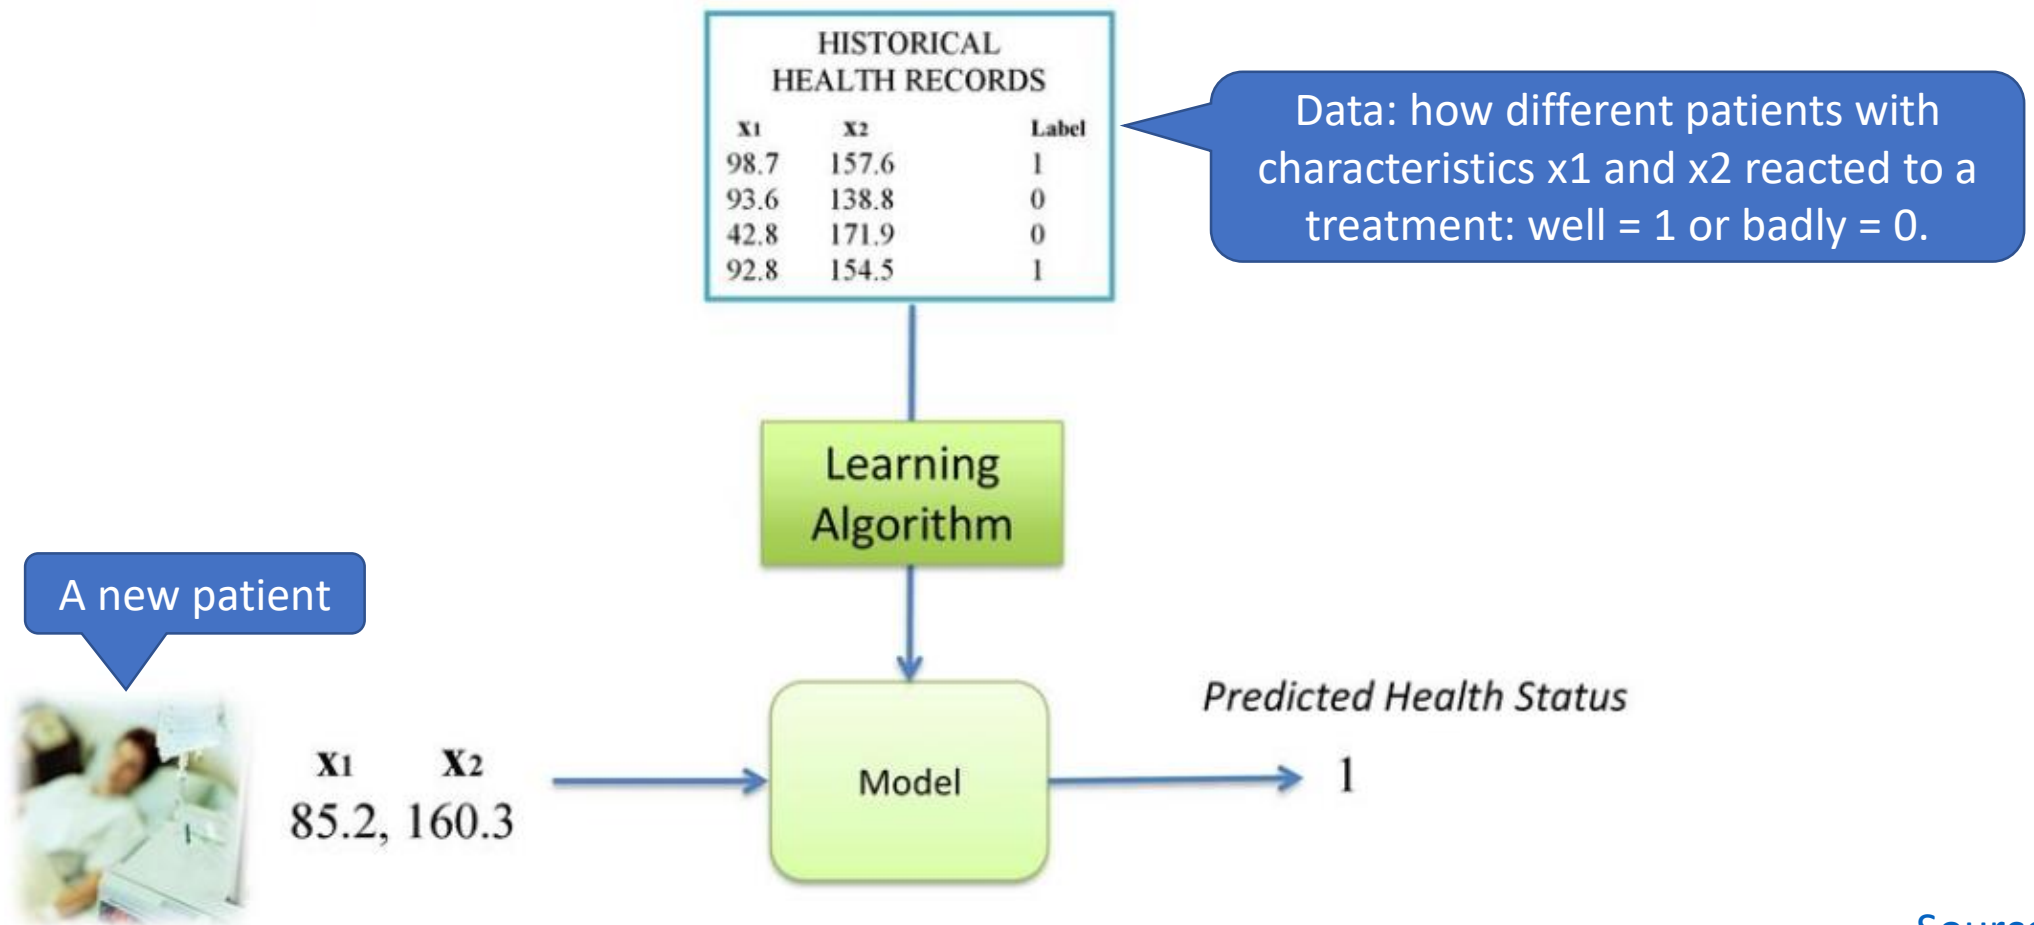 HISTORICAL
HEALTH RECORDS
x1 x2 Label
98.7 157.6 1
93.6 138.8 0
42.8 171.9 0
92.8 154.5 1
Data: how different patients with
characteristics x1 and x2 reacted to a
treatment: well = 1 or badly = 0.
Learning
Algorithm
A new patient
x1 x2
85.2, 160.3
Model
Predicted Health Status
1